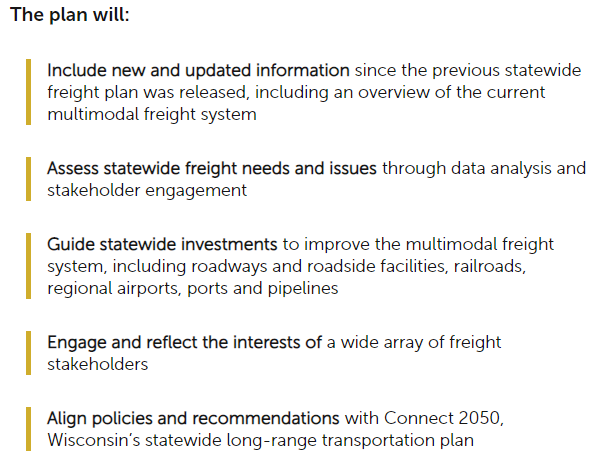 The plan will:
Include new and updated information since the previous statewide
freight plan was released, including an overview of the current
multimodal freight system
Assess statewide freight needs and issues through data analysis and
stakeholder engagement
Guide statewide investments to improve the multimodal freight
system, including roadways and roadside facilities, railroads,
regional airports, ports and pipelines
Engage and reflect the interests of a wide array of freight
stakeholders
Align policies and recommendations with Connect 2050,
Wisconsin’s statewide long-range transportation plan